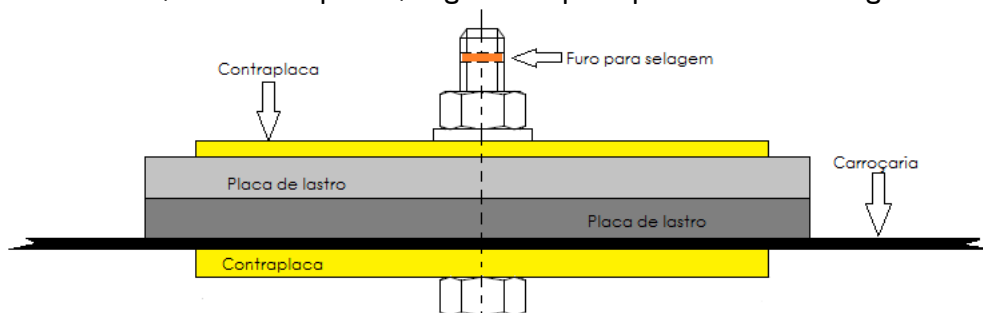 Furo para selagem
Contraplaca
Carroçaria
Placa de lastro
Placa de lastro
Contraplaca